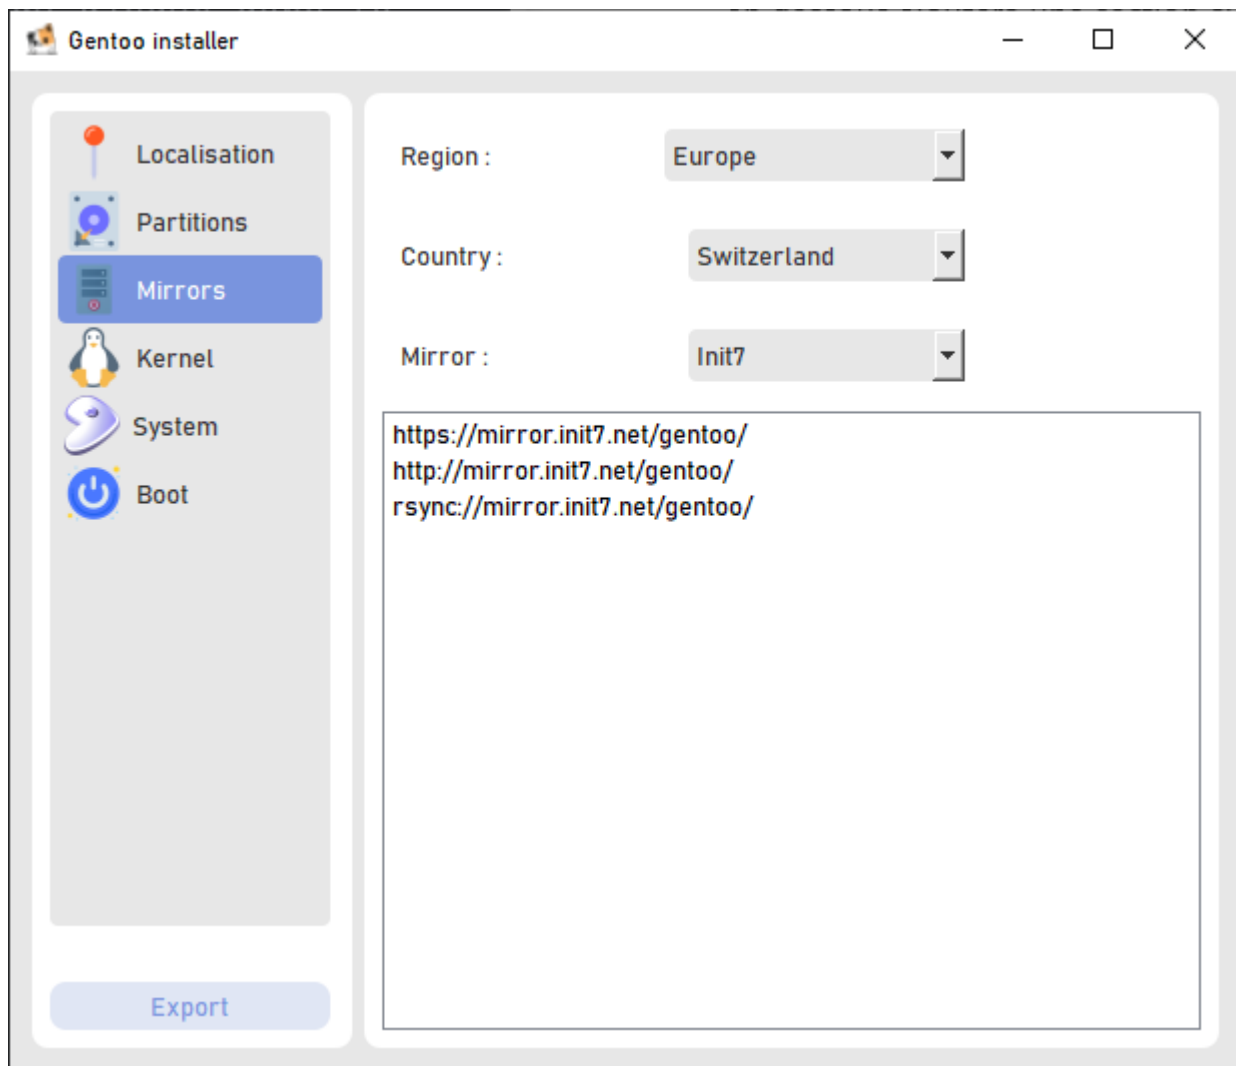 Gentoo installer
Localisation
Partitions
Mirrors
Kernel
System
Boot
Export
Region :
Europe
Country :
Switzerland
Mirror :
Init7
https://mirror.init7.net/gentoo/
http://mirror.init7.net/gentoo/
rsync://mirror.init7.net/gentoo/